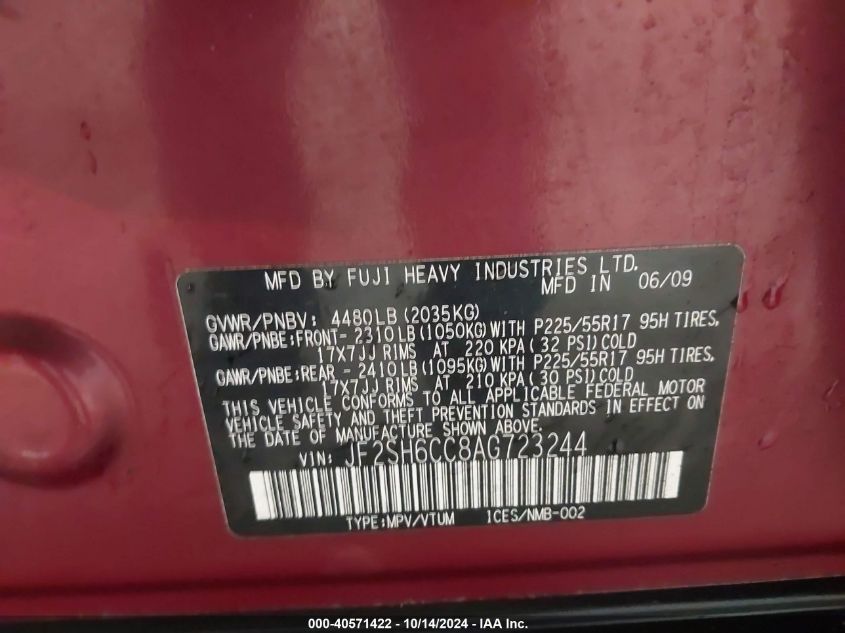 MFD BY FUJI HEAVY INDUSTRIES LTD.
MFD IN 06/09
GVWR/PNBV: 4480LB (2035KG)
GAWR/PNBE:FRONT- 2310LB(1050KG)WITH P225/55R17 95H TIRES,
17X7JJ RIMS AT 220 KPA(32 PSI)COLD
GAWR/PNBE:REAR - 2410LB(1095KG)WITH P225/55R17 95H TIRES,
17X7JJ RIMS AT 210 KPA(30 PSI)COLD
THIS VEHICLE CONFORMS TO ALL APPLICABLE FEDERAL MOTOR
VEHICLE SAFETY AND THEFT PREVENTION STANDARDS IN EFFECT ON
THE DATE OF MANUFACTURE SHOWN ABOVE.
VIN: JF2SH6CC8AG723244
TYPE:MPV/VTUM ICES/NMB-002
000-40571422 - 10/14/2024 - IAA Inc.